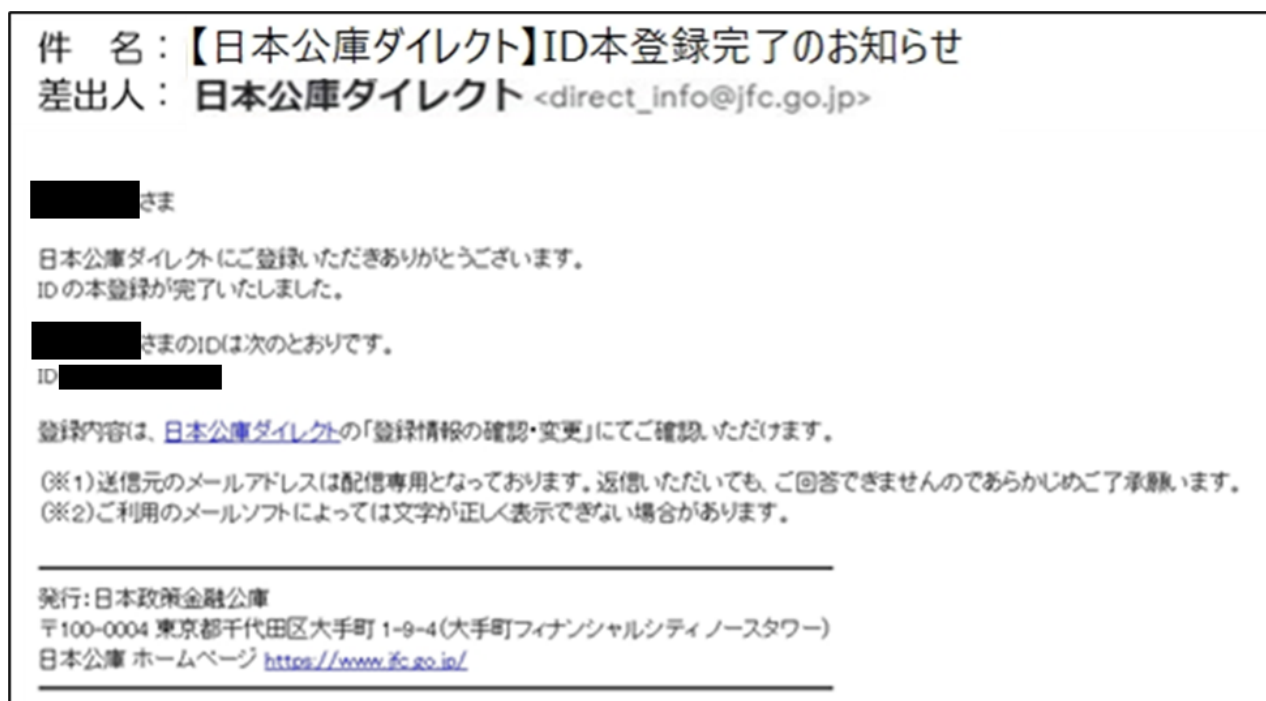 件　名：【日本公庫ダイレクト】ID本登録完了のお知らせ
差出人：日本公庫ダイレクト <direct_info@jfc.go.jp>
さま
日本公庫ダイレクトにご登録いただきありがとうございます。
IDの本登録が完了いたしました。
さまのIDは次のとおりです。
ID
登録内容は、日本公庫ダイレクトの「登録情報の確認・変更」にてご確認いただけます。
(※1)送信元のメールアドレスは配信専用となっております。返信いただいても、ご回答できませんのであらかじめご了承願います。
(※2)ご利用のメールソフトによっては文字が正しく表示できない場合があります。
発行：日本政策金融公庫
〒100-0004 東京都千代田区大手町 1-9-4(大手町フィナンシャルシティ ノースタワー)
日本公庫 ホームページ https://www.jfc.go.jp/